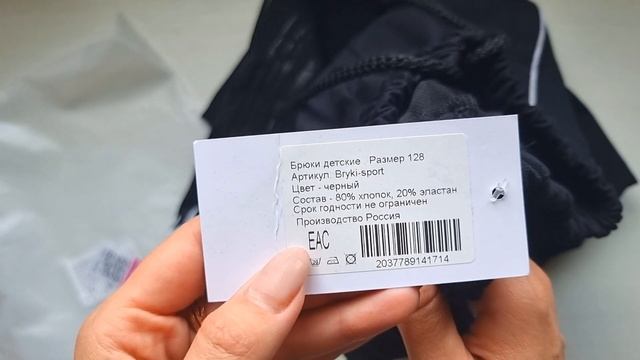 Брюки детские . Размер 128
Артикул: Bryki-sport
Цвет - черный
Состав - 80% хлопок, 20% эластан
Срок годности не ограничен
Производство Россия
EAC
2037789141714